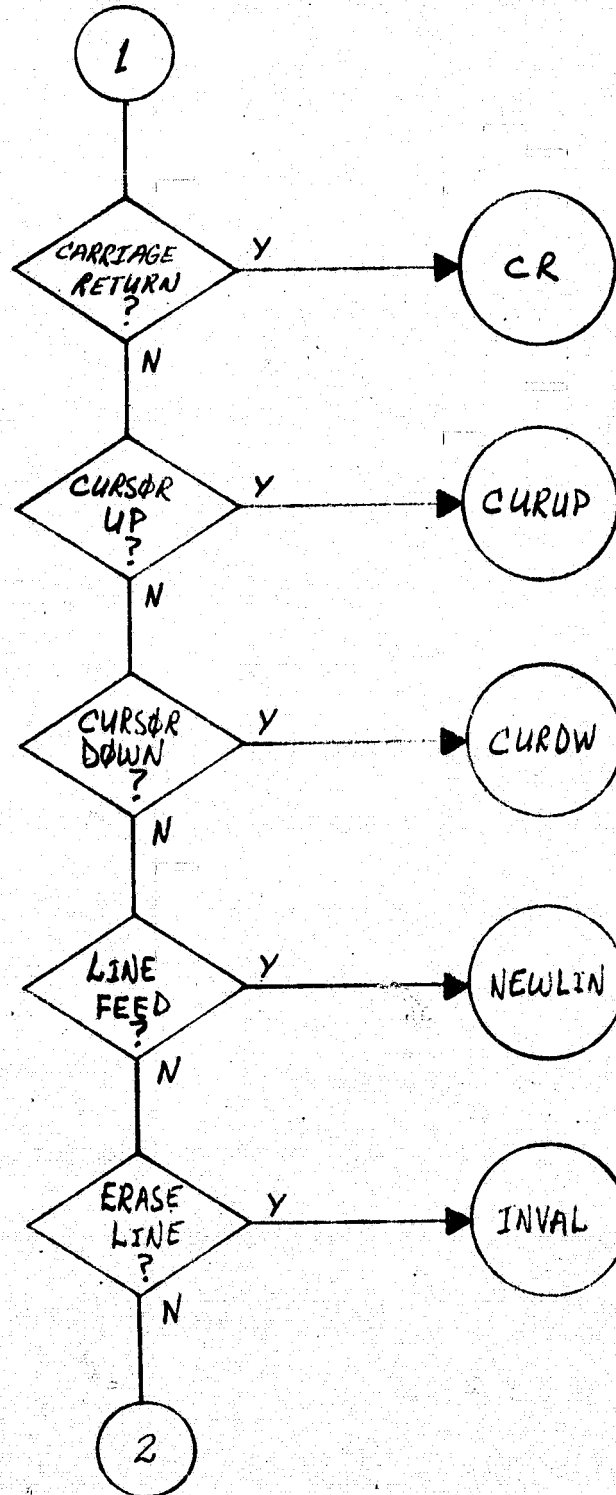 1
CARRIAGE
RETURN
?
Y
CR
N
CURSØR
UP
?
Y
CURUP
N
CURSØR
DØWN
?
Y
CURDW
N
LINE
FEED
?
Y
NEWLIN
N
ERASE
LINE
?
Y
INVAL
N
2